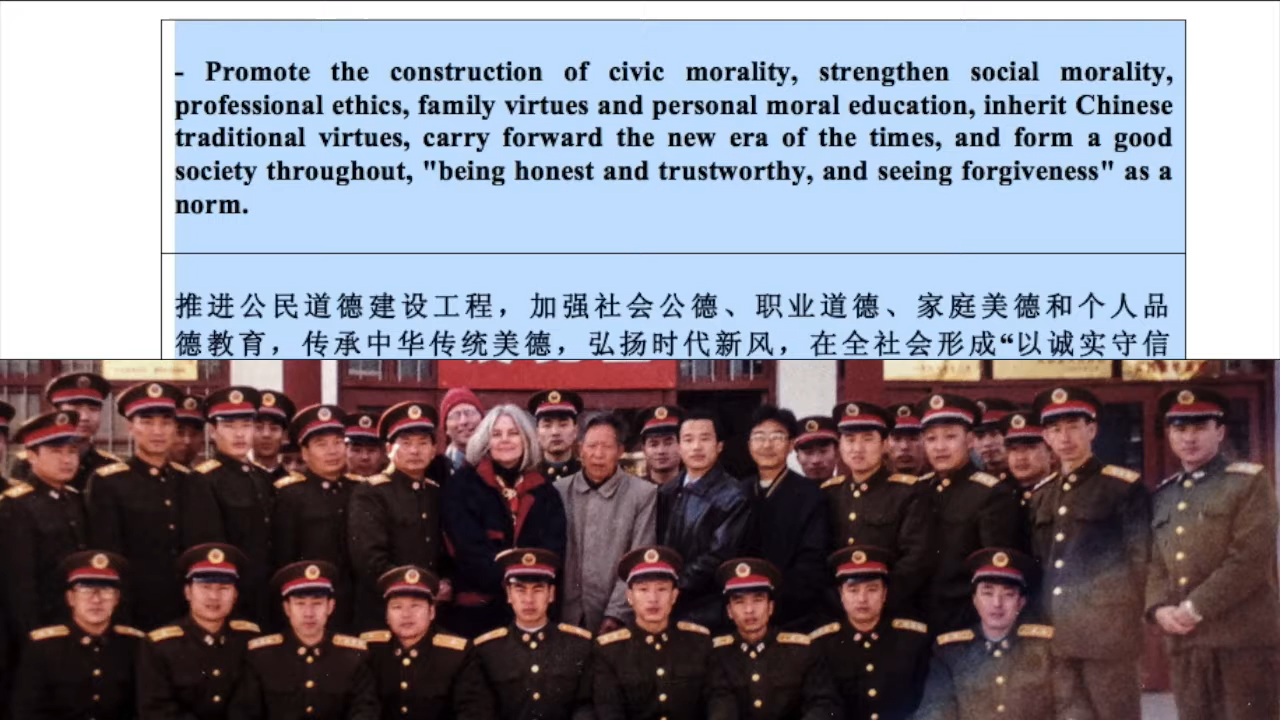 - Promote the construction of civic morality, strengthen social morality,
professional ethics, family virtues and personal moral education, inherit Chinese
traditional virtues, carry forward the new era of the times, and form a good
society throughout, "being honest and trustworthy, and seeing forgiveness" as a
norm.
推进公民道德建设工程，加强社会公德、职业道德、家庭美德和个人品
德教育，传承中华传统美德，弘扬时代新风，在全社会形成“以诚实守信